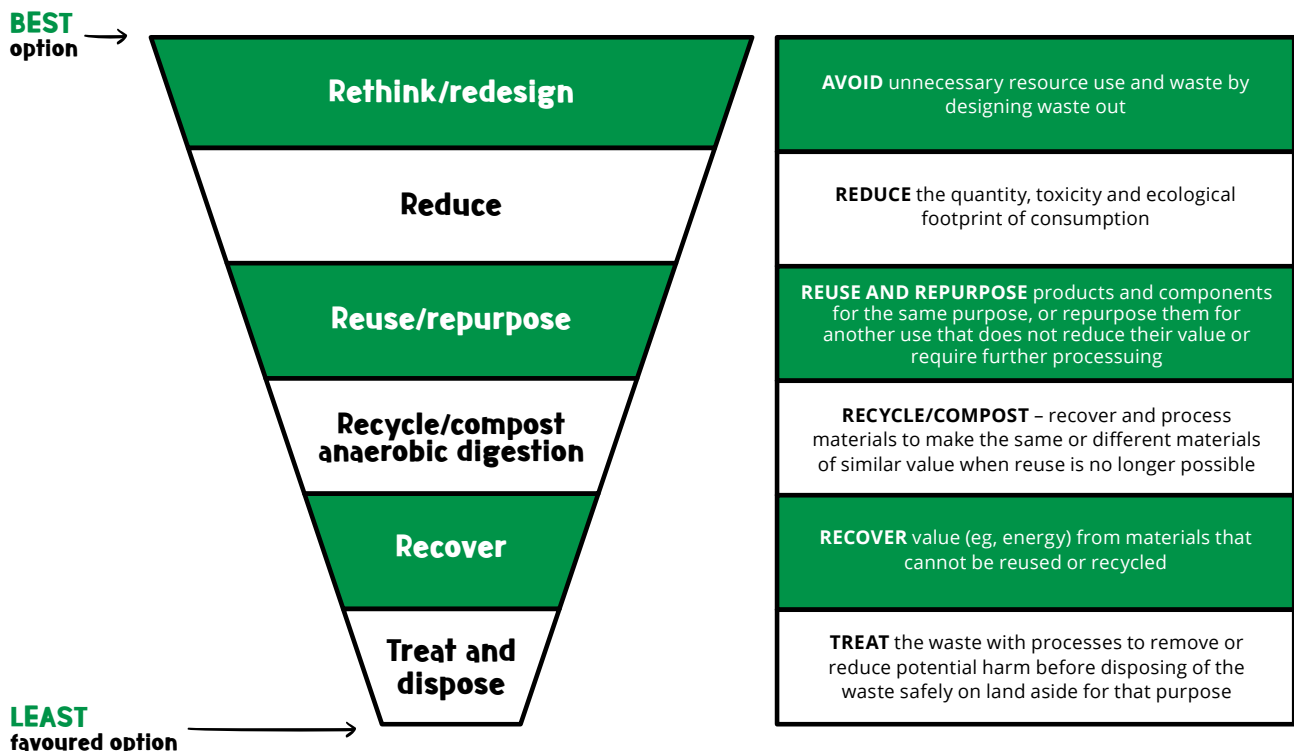 BEST
option
Rethink/redesign
AVOID unnecessary resource use and waste by
designing waste out
Reduce
REDUCE the quantity, toxicity and ecological
footprint of consumption
Reuse/repurpose
REUSE AND REPURPOSE products and components
for the same purpose, or repurpose them for
another use that does not reduce their value or
require further processuing
Recycle/compost
anaerobic digestion
RECYCLE/COMPOST – recover and process
materials to make the same or different materials
of similar value when reuse is no longer possible
Recover
RECOVER value (eg, energy) from materials that
cannot be reused or recycled
Treat and
dispose
TREAT the waste with processes to remove or
reduce potential harm before disposing of the
waste safely on land aside for that purpose
LEAST
favoured option